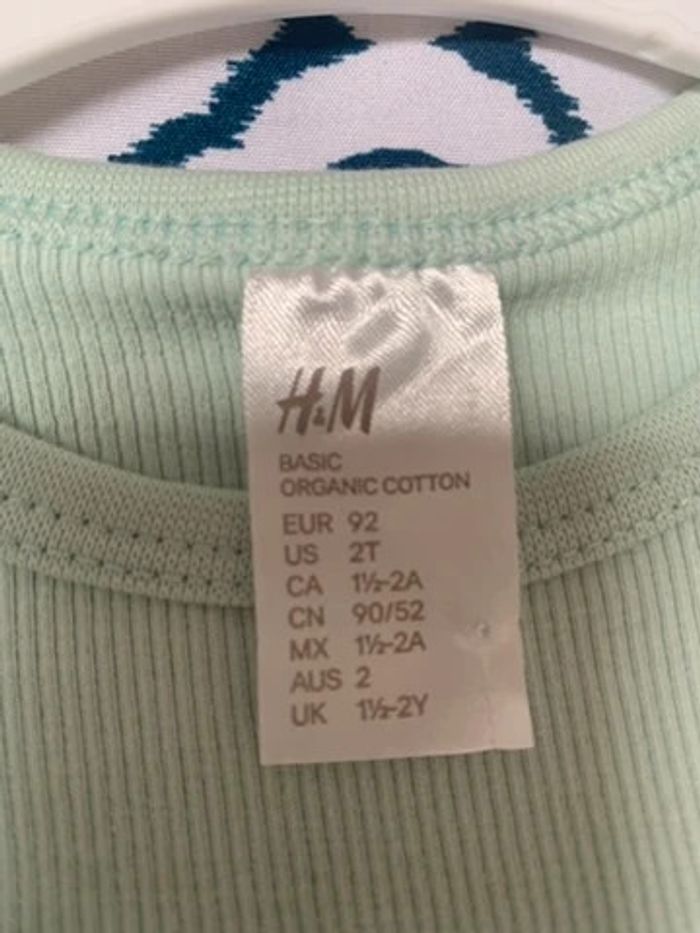 H&M
BASIC
ORGANIC COTTON
EUR 92
US 2T
CA 1½-2A
CN 90/52
MX 1½-2A
AUS 2
UK 1½-2Y